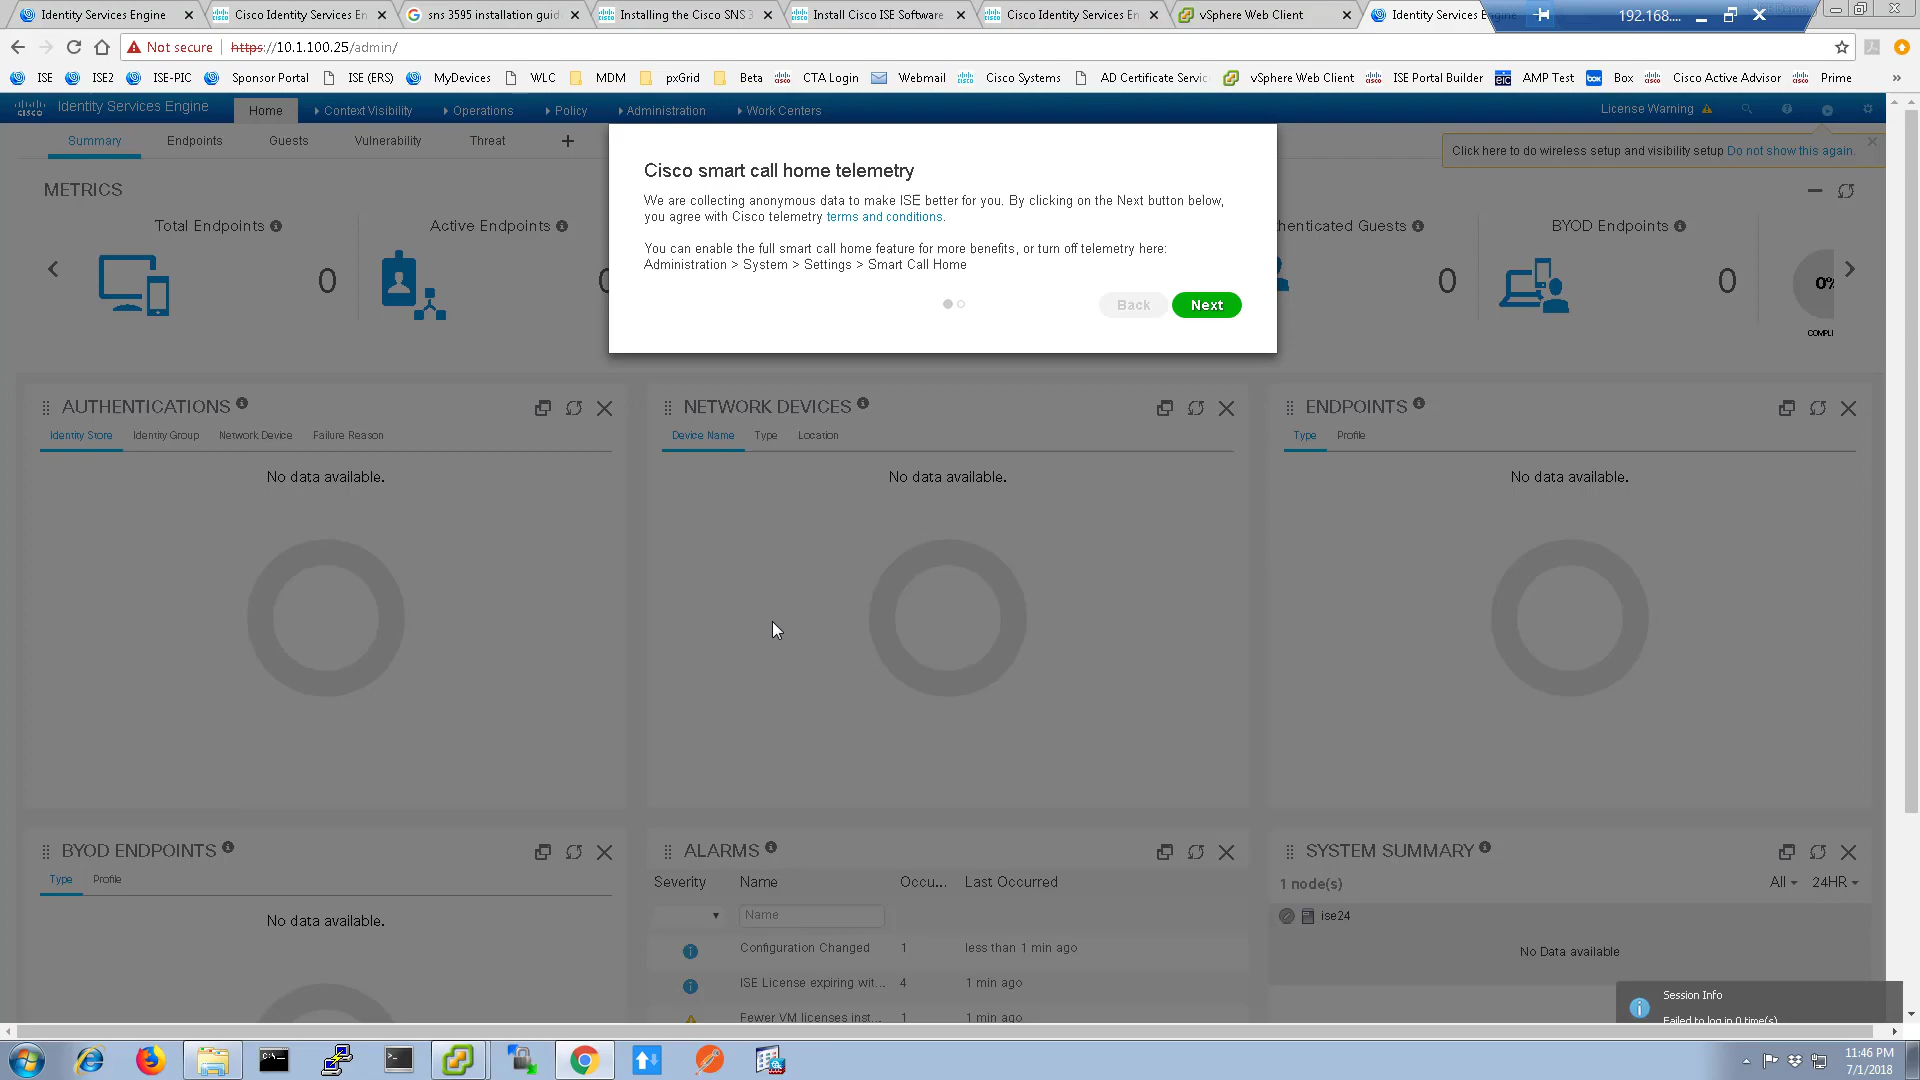 Identity Services Engine
Cisco Identity Services En
sns 3595 installation guid
Installing the Cisco SNS 3
Install Cisco ISE Software
Cisco Identity Services En
vSphere Web Client
Identity Services Engine
192.168....
Not secure
https://10.1.100.25/admin/
ISE
ISE2
ISE-PIC
Sponsor Portal
ISE (ERS)
MyDevices
WLC
MDM
pxGrid
Beta
CTA Login
Webmail
Cisco Systems
AD Certificate Servic
vSphere Web Client
ISE Portal Builder
AMP Test
Box
Cisco Active Advisor
Prime
»
cisco
Identity Services Engine
Home
Context Visibility
Operations
Policy
Administration
Work Centers
License Warning
Summary
Endpoints
Guests
Vulnerability
Threat
Click here to do wireless setup and visibility setup Do not show this again.
Cisco smart call home telemetry
We are collecting anonymous data to make ISE better for you. By clicking on the Next button below,
you agree with Cisco telemetry terms and conditions.
You can enable the full smart call home feature for more benefits, or turn off telemetry here:
Administration > System > Settings > Smart Call Home
Back
Next
METRICS
Total Endpoints
0
Active Endpoints
0
henticated Guests
0
BYOD Endpoints
0
0%
COMPLI
AUTHENTICATIONS
Identity Store
Identity Group
Network Device
Failure Reason
No data available.
NETWORK DEVICES
Device Name
Type
Location
No data available.
ENDPOINTS
Type
Profile
No data available.
BYOD ENDPOINTS
Type
Profile
No data available.
ALARMS
Severity
Name
Occu...
Last Occurred
Name
Configuration Changed
1
less than 1 min ago
ISE License expiring wit...
4
1 min ago
Fewer VM licenses inst...
1
1 min ago
SYSTEM SUMMARY
1 node(s)
All
24HR
ise24
No Data available
Session Info
Failed to log in 0 time(s).
11:46 PM
7/1/2018